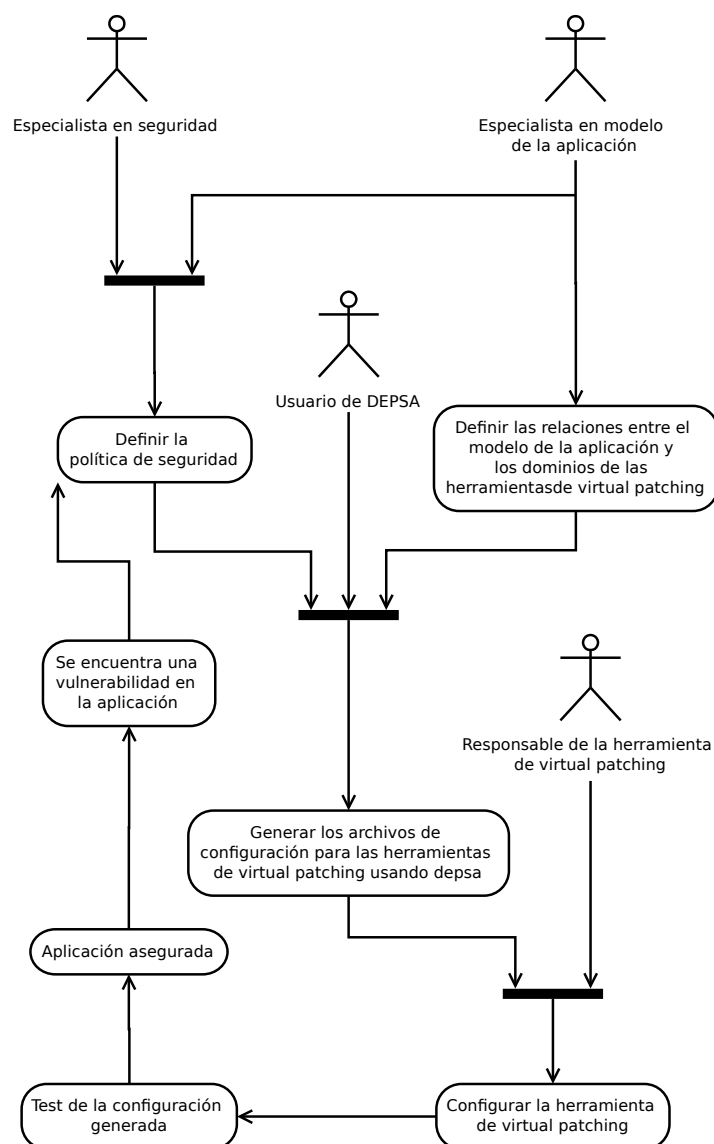 Especialista en seguridad
Especialista en modelo
de la aplicación
Usuario de DEPSA
Definir la
política de seguridad
Definir las relaciones entre el
modelo de la aplicación y
los dominios de las
herramientasde virtual patching
Se encuentra una
vulnerabilidad en
la aplicación
Responsable de la herramienta
de virtual patching
Generar los archivos de
configuración para las herramientas
de virtual patching usando depsa
Aplicación asegurada
Test de la configuración
generada
Configurar la herramienta
de virtual patching